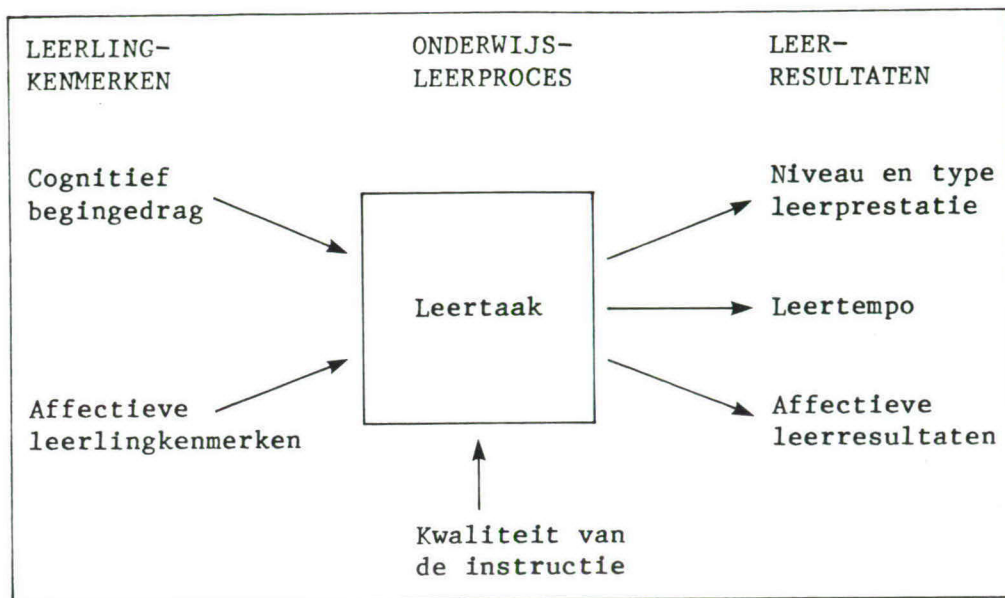 LEERLING-
KENMERKEN
ONDERWIJS-
LEERPROCES
LEER-
RESULTATEN
Cognitief
begingedrag
Affectieve
leerlingkenmerken
Leertaak
Kwaliteit van
de instructie
Niveau en type
leerprestatie
Leertempo
Affectieve
leerresultaten